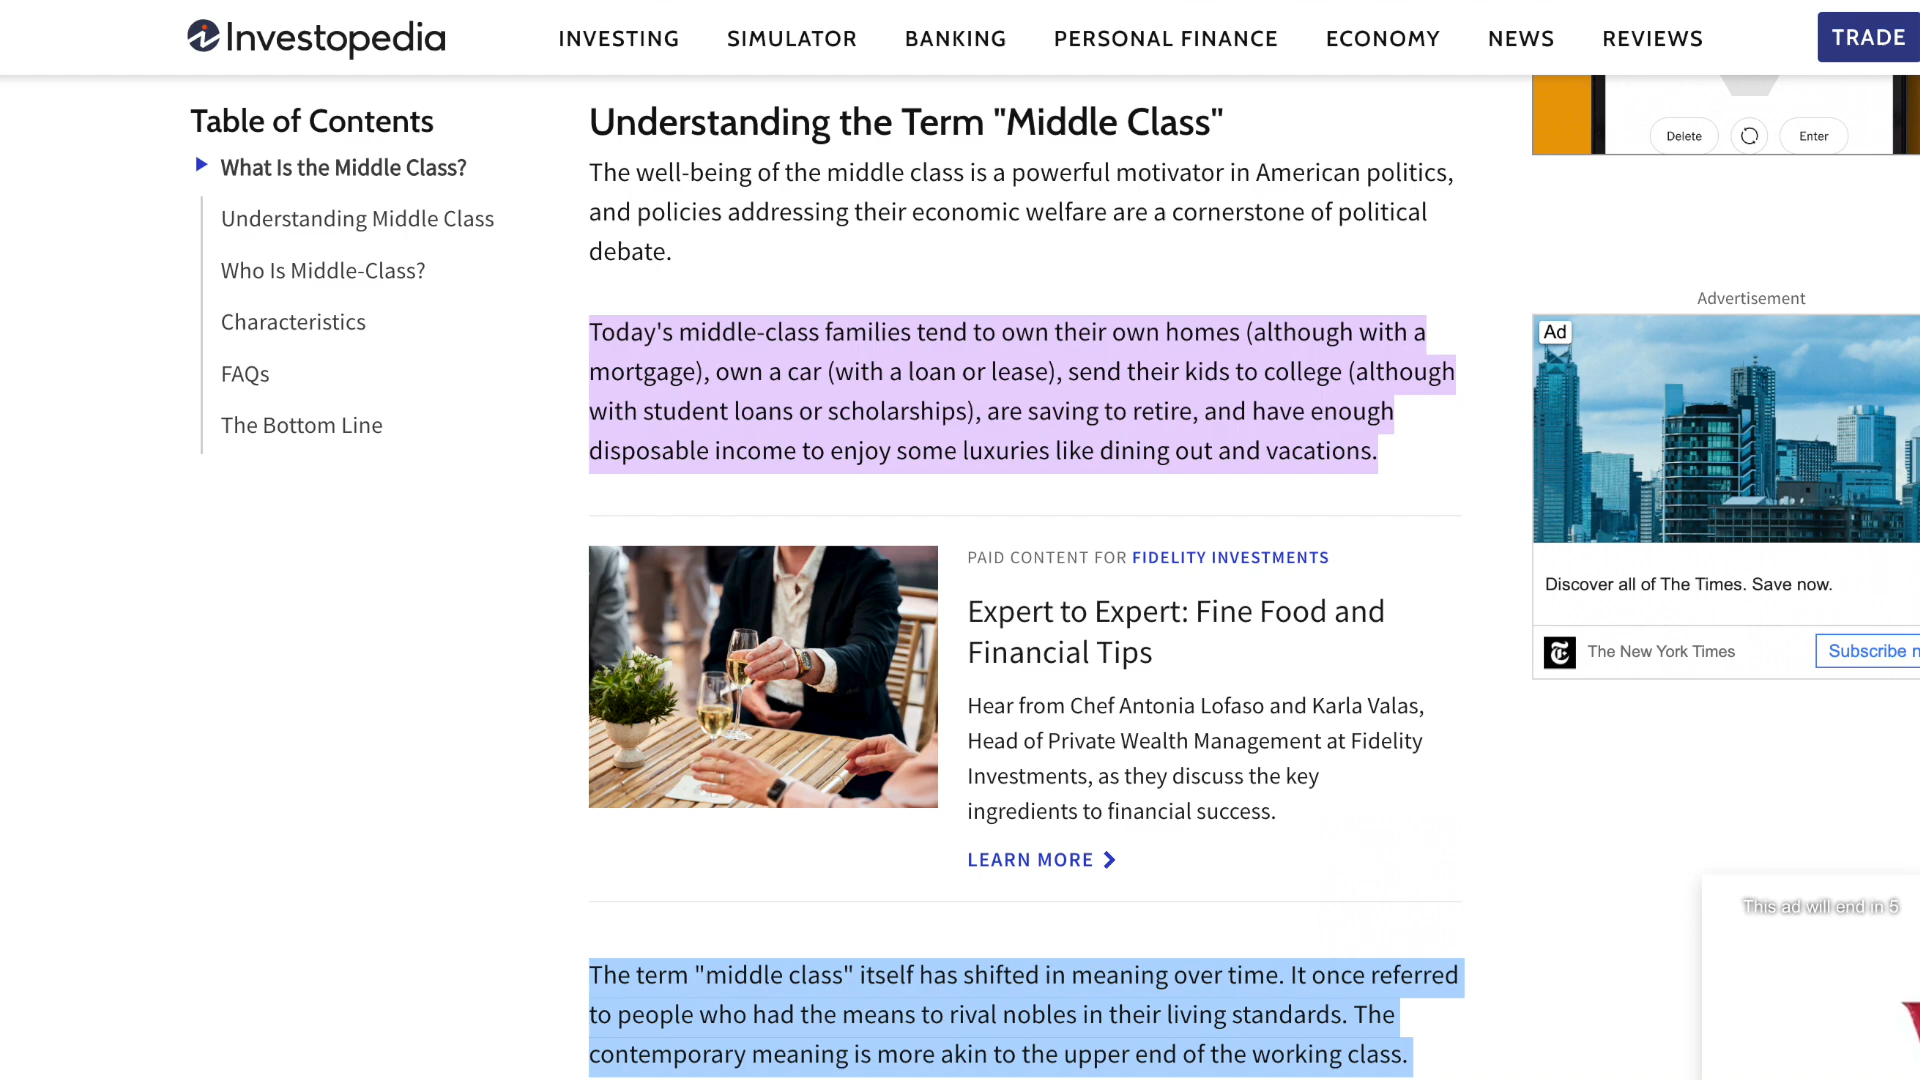 Investopedia
INVESTING SIMULATOR BANKING PERSONAL FINANCE ECONOMY NEWS REVIEWS TRADE
Table of Contents
What Is the Middle Class?
Understanding Middle Class
Who Is Middle-Class?
Characteristics
FAQs
The Bottom Line
Understanding the Term "Middle Class"
The well-being of the middle class is a powerful motivator in American politics,
and policies addressing their economic welfare are a cornerstone of political
debate.
Today's middle-class families tend to own their own homes (although with a
mortgage), own a car (with a loan or lease), send their kids to college (although
with student loans or scholarships), are saving to retire, and have enough
disposable income to enjoy some luxuries like dining out and vacations.
PAID CONTENT FOR FIDELITY INVESTMENTS
Expert to Expert: Fine Food and
Financial Tips
Hear from Chef Antonia Lofaso and Karla Valas,
Head of Private Wealth Management at Fidelity
Investments, as they discuss the key
ingredients to financial success.
LEARN MORE
The term "middle class" itself has shifted in meaning over time. It once referred
to people who had the means to rival nobles in their living standards. The
contemporary meaning is more akin to the upper end of the working class.
Delete Enter
Advertisement
Ad
Discover all of The Times. Save now.
The New York Times
Subscribe n
This ad will end in 5